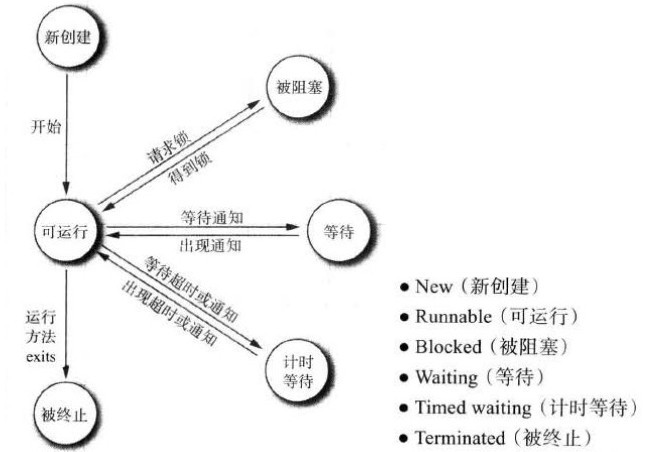 新创建
被阻塞
开始
请求锁
得到锁
可运行
等待通知
出现通知
等待
等待超时或通知
出现超时或通知
运行
方法
exits
计时
等待
被终止
● New（新创建）
● Runnable（可运行）
● Blocked（被阻塞）
● Waiting（等待）
● Timed waiting（计时等待）
● Terminated（被终止）